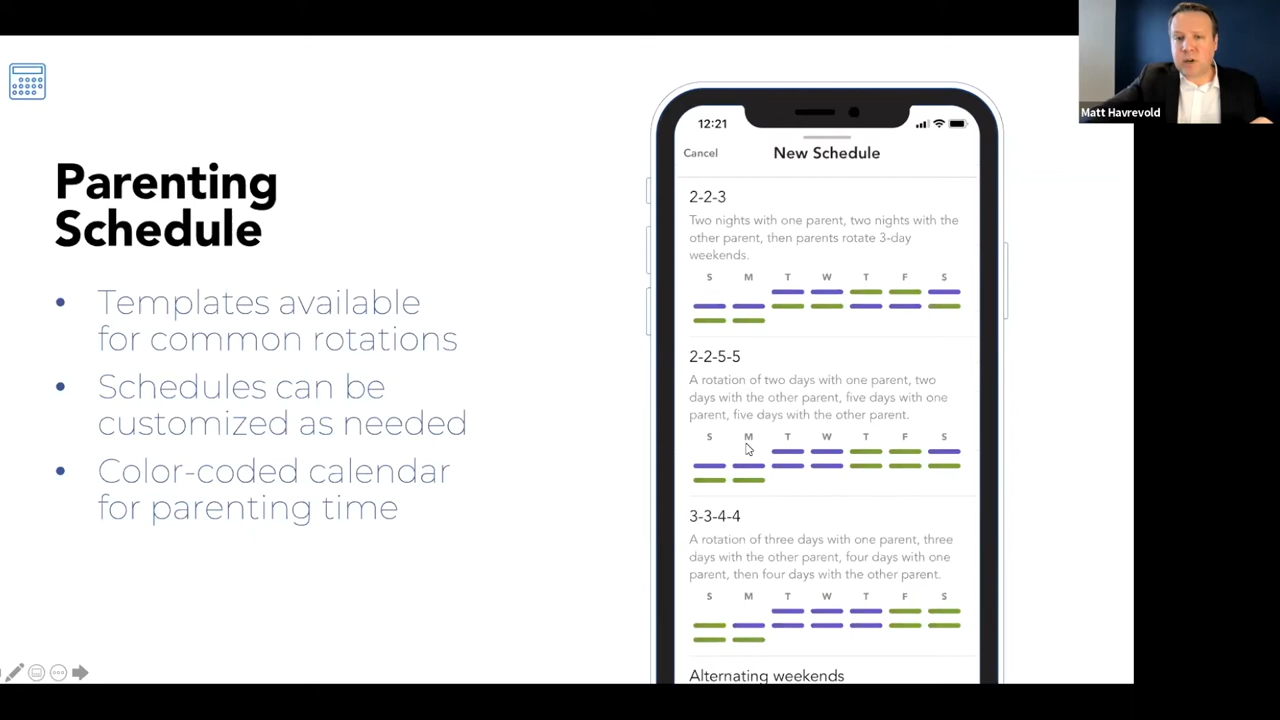 Matt Havrevold
Parenting
Schedule
• Templates available
for common rotations
• Schedules can be
customized as needed
• Color-coded calendar
for parenting time
12:21
Cancel New Schedule
2-2-3
Two nights with one parent, two nights with the
other parent, then parents rotate 3-day
weekends.
S M T W T F S
2-2-5-5
A rotation of two days with one parent, two
days with the other parent, five days with one
parent, five days with the other parent.
S M T W T F S
3-3-4-4
A rotation of three days with one parent, three
days with the other parent, four days with one
parent, then four days with the other parent.
S M T W T F S
Alternating weekends